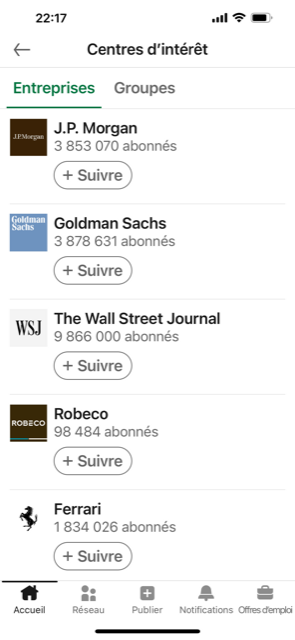 22:17
Centres d'intérêt
Entreprises Groupes
J.P.Morgan
J.P. Morgan
3 853 070 abonnés
+ Suivre
Goldman
Sachs
Goldman Sachs
3 878 631 abonnés
+ Suivre
WSJ
The Wall Street Journal
9 866 000 abonnés
+ Suivre
ROBECO
Robeco
98 484 abonnés
+ Suivre
Ferrari
1 834 026 abonnés
+ Suivre
Accueil Réseau Publier Notifications Offres d'emploi